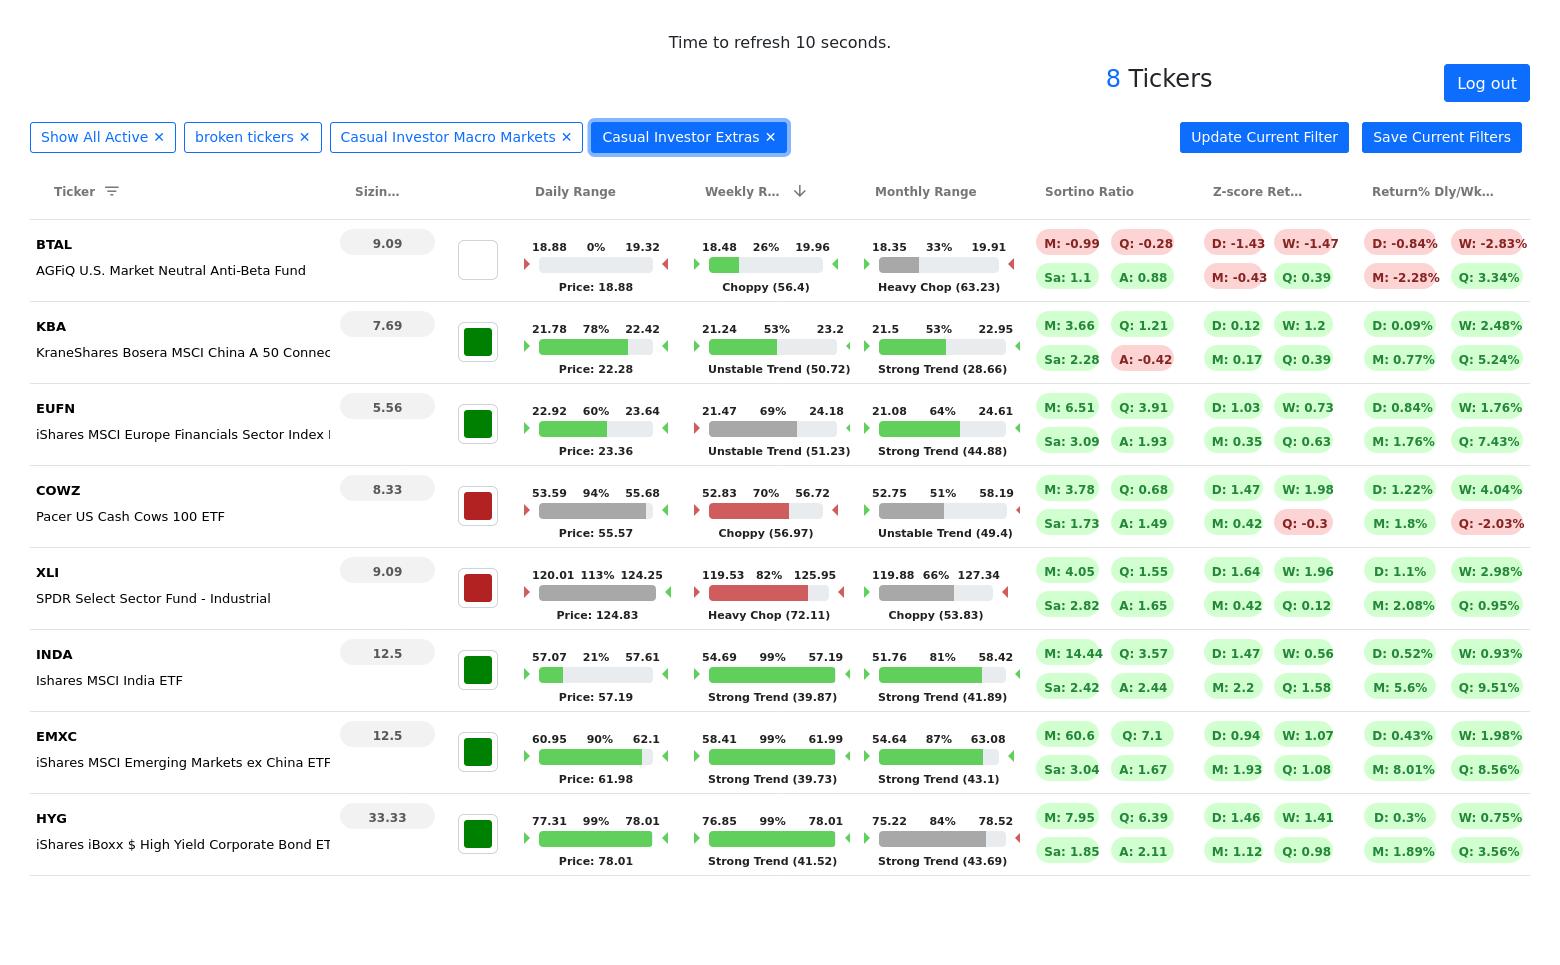 Time to refresh 10 seconds.
8 Tickers
Log out
Show All Active ✕ broken tickers ✕ Casual Investor Macro Markets ✕ Casual Investor Extras ✕ Update Current Filter Save Current Filters
Ticker Sizin... Daily Range Weekly R... Monthly Range Sortino Ratio Z-score Ret... Return% Dly/Wk...
BTAL 9.09 M: -0.99 Q: -0.28 D: -1.43 W: -1.47 D: -0.84% W: -2.83%
18.88 0% 19.32 18.48 26% 19.96 18.35 33% 19.91
AGFiQ U.S. Market Neutral Anti-Beta Fund Sa: 1.1 A: 0.88 M: -0.43 Q: 0.39 M: -2.28% Q: 3.34%
Price: 18.88 Choppy (56.4) Heavy Chop (63.23)
KBA 7.69 M: 3.66 Q: 1.21 D: 0.12 W: 1.2 D: 0.09% W: 2.48%
21.78 78% 22.42 21.24 53% 23.2 21.5 53% 22.95
KraneShares Bosera MSCI China A 50 Connec Sa: 2.28 A: -0.42 M: 0.17 Q: 0.39 M: 0.77% Q: 5.24%
Price: 22.28 Unstable Trend (50.72) Strong Trend (28.66)
EUFN 5.56 M: 6.51 Q: 3.91 D: 1.03 W: 0.73 D: 0.84% W: 1.76%
22.92 60% 23.64 21.47 69% 24.18 21.08 64% 24.61
iShares MSCI Europe Financials Sector Index Sa: 3.09 A: 1.93 M: 0.35 Q: 0.63 M: 1.76% Q: 7.43%
Price: 23.36 Unstable Trend (51.23) Strong Trend (44.88)
COWZ 8.33 M: 3.78 Q: 0.68 D: 1.47 W: 1.98 D: 1.22% W: 4.04%
53.59 94% 55.68 52.83 70% 56.72 52.75 51% 58.19
Pacer US Cash Cows 100 ETF Sa: 1.73 A: 1.49 M: 0.42 Q: -0.3 M: 1.8% Q: -2.03%
Price: 55.57 Choppy (56.97) Unstable Trend (49.4)
XLI 9.09 M: 4.05 Q: 1.55 D: 1.64 W: 1.96 D: 1.1% W: 2.98%
120.01 113% 124.25 119.53 82% 125.95 119.88 66% 127.34
SPDR Select Sector Fund - Industrial Sa: 2.82 A: 1.65 M: 0.42 Q: 0.12 M: 2.08% Q: 0.95%
Price: 124.83 Heavy Chop (72.11) Choppy (53.83)
INDA 12.5 M: 14.44 Q: 3.57 D: 1.47 W: 0.56 D: 0.52% W: 0.93%
57.07 21% 57.61 54.69 99% 57.19 51.76 81% 58.42
Ishares MSCI India ETF Sa: 2.42 A: 2.44 M: 2.2 Q: 1.58 M: 5.6% Q: 9.51%
Price: 57.19 Strong Trend (39.87) Strong Trend (41.89)
EMXC 12.5 M: 60.6 Q: 7.1 D: 0.94 W: 1.07 D: 0.43% W: 1.98%
60.95 90% 62.1 58.41 99% 61.99 54.64 87% 63.08
iShares MSCI Emerging Markets ex China ETF Sa: 3.04 A: 1.67 M: 1.93 Q: 1.08 M: 8.01% Q: 8.56%
Price: 61.98 Strong Trend (39.73) Strong Trend (43.1)
HYG 33.33 M: 7.95 Q: 6.39 D: 1.46 W: 1.41 D: 0.3% W: 0.75%
77.31 99% 78.01 76.85 99% 78.01 75.22 84% 78.52
iShares iBoxx $ High Yield Corporate Bond ET Sa: 1.85 A: 2.11 M: 1.12 Q: 0.98 M: 1.89% Q: 3.56%
Price: 78.01 Strong Trend (41.52) Strong Trend (43.69)